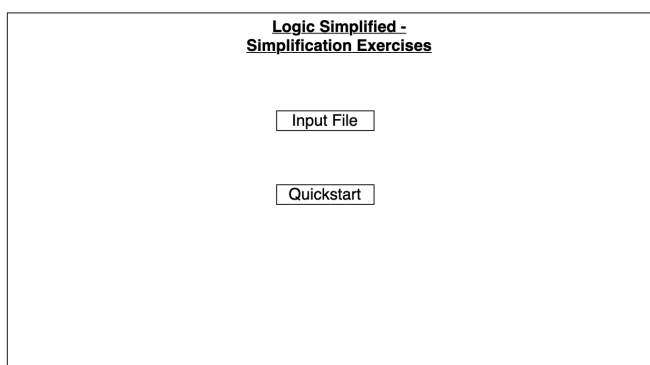 Logic Simplified -
Simplification Exercises
Input File
Quickstart